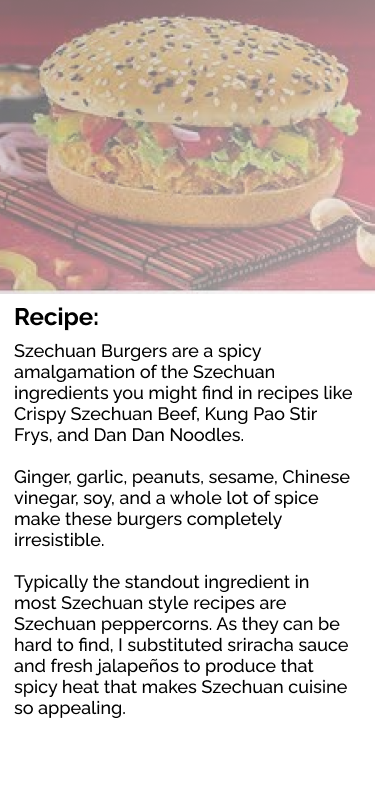 Recipe:
Szechuan Burgers are a spicy
amalgamation of the Szechuan
ingredients you might find in recipes like
Crispy Szechuan Beef, Kung Pao Stir
Frys, and Dan Dan Noodles.
Ginger, garlic, peanuts, sesame, Chinese
vinegar, soy, and a whole lot of spice
make these burgers completely
irresistible.
Typically the standout ingredient in
most Szechuan style recipes are
Szechuan peppercorns. As they can be
hard to find, I substituted sriracha sauce
and fresh jalapeños to produce that
spicy heat that makes Szechuan cuisine
so appealing.